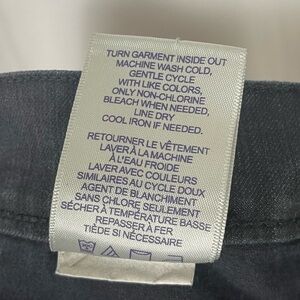 TURN GARMENT INSIDE OUT
MACHINE WASH COLD,
GENTLE CYCLE
WITH LIKE COLORS,
ONLY NON-CHLORINE
BLEACH WHEN NEEDED,
LINE DRY
COOL IRON IF NEEDED.
RETOURNER LE VÊTEMENT
LAVER À LA MACHINE
À L'EAU FROIDE
LAVER AVEC COULEURS
SIMILAIRES AU CYCLE DOUX
AGENT DE BLANCHIMENT
SANS CHLORE SEULEMENT
SÉCHER À TEMPÉRATURE BASSE
REPASSER À FER
TIÈDE SI NÉCESSAIRE